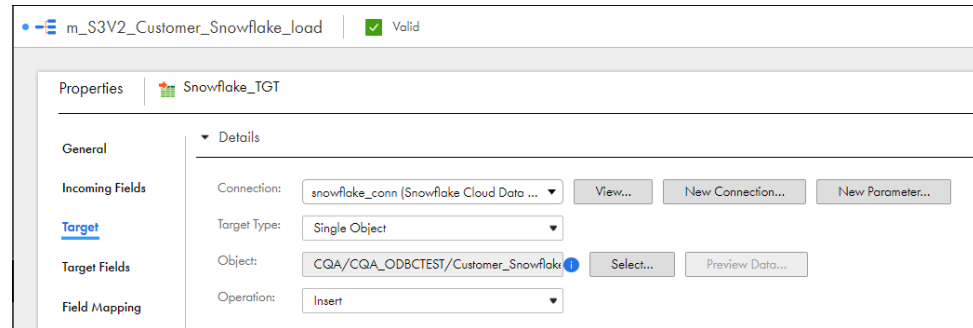 m_S3V2_Customer_Snowflake_load Valid
Properties Snowflake_TGT
General
Incoming Fields
Target
Target Fields
Field Mapping
Details
Connection: snowflake_conn (Snowflake Cloud Data ... View... New Connection... New Parameter...
Target Type: Single Object
Object: CQA/CQA_ODBCTEST/Customer_Snowflake Select... Preview Data...
Operation: Insert